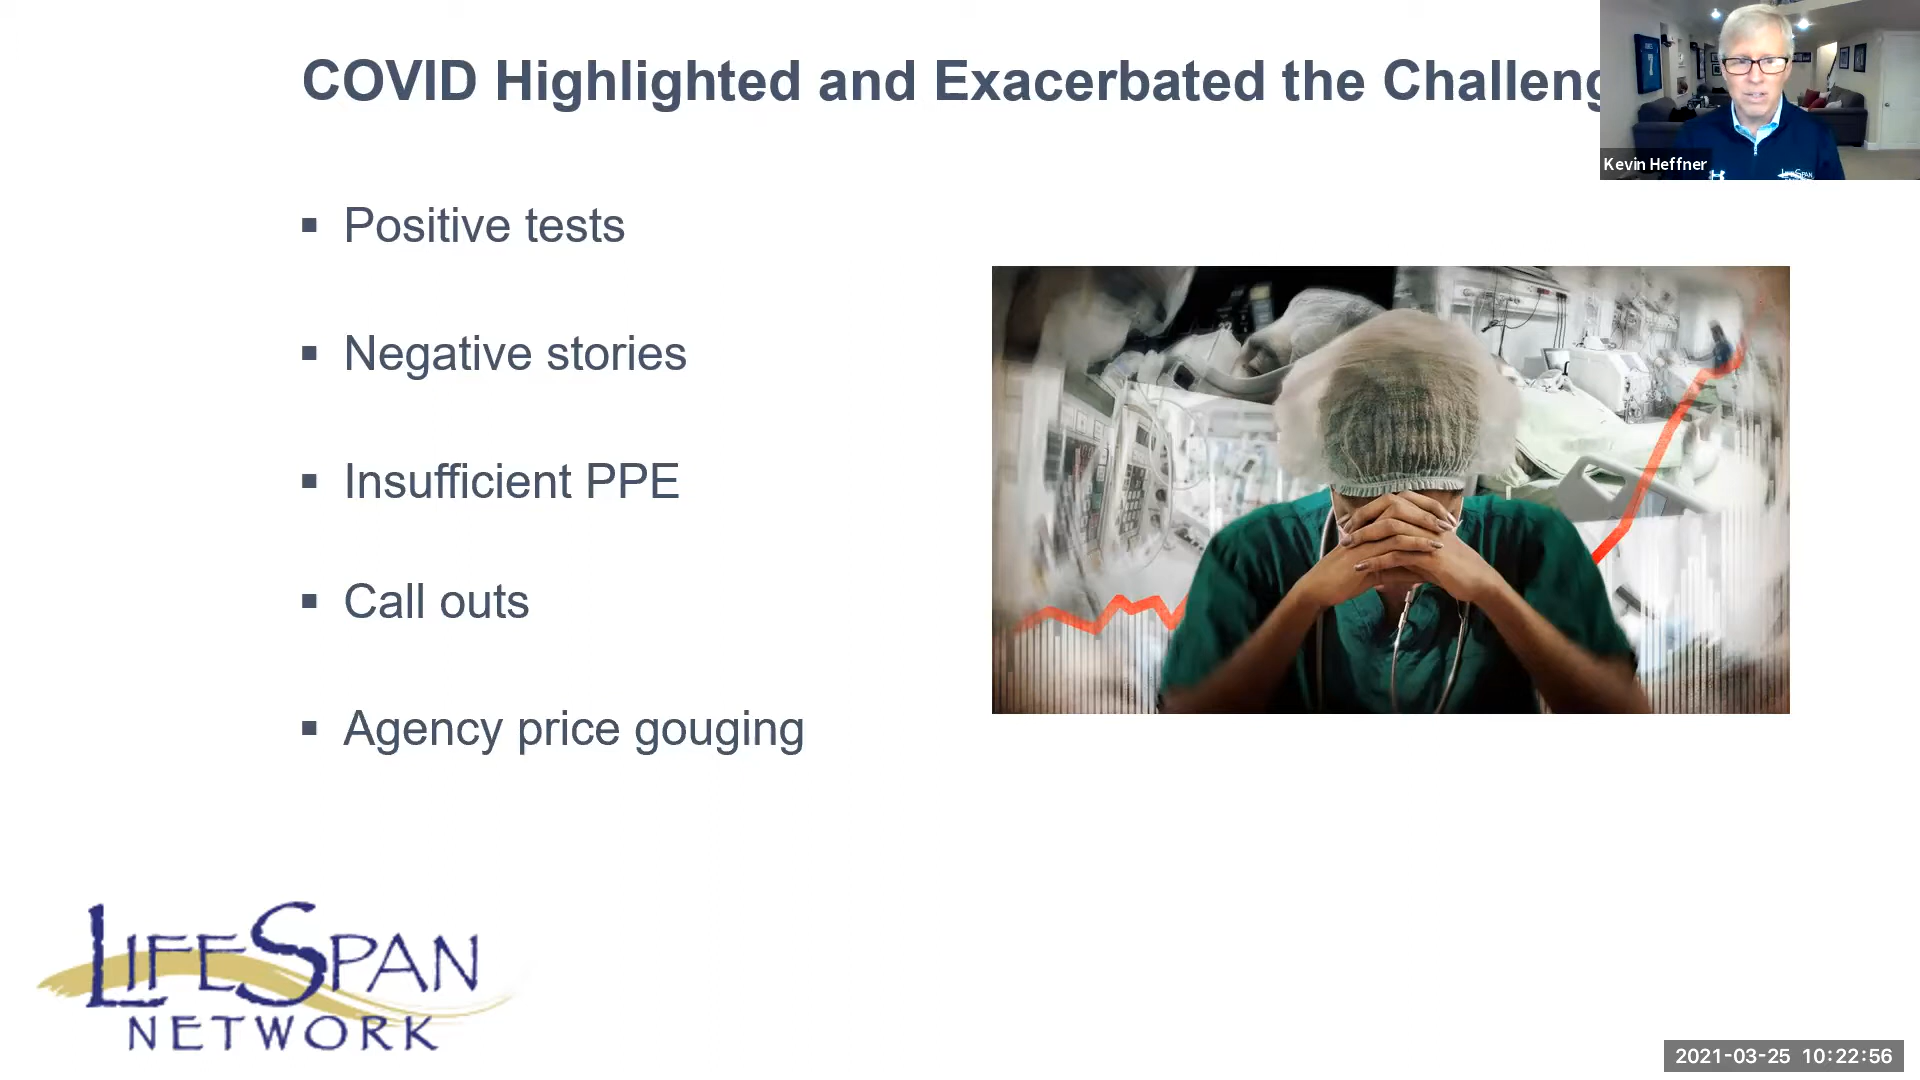 COVID Highlighted and Exacerbated the Challeng
Kevin Heffner
LIFESPAN
▪ Positive tests
▪ Negative stories
▪ Insufficient PPE
▪ Call outs
▪ Agency price gouging
LIFESPAN
NETWORK
2021-03-25 10:22:56